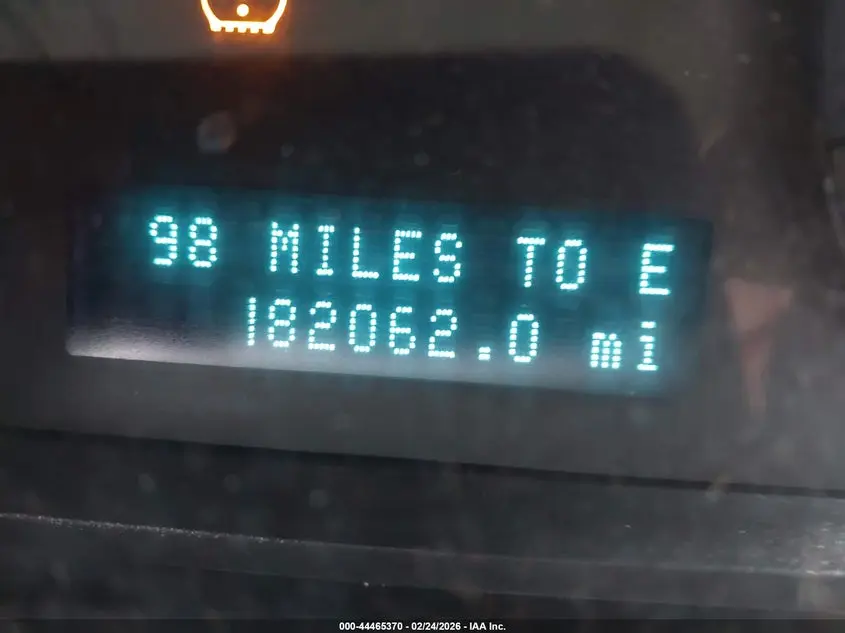 98 MILES TO E
182062.0 mi
000-44465370 - 02/24/2026 - IAA Inc.